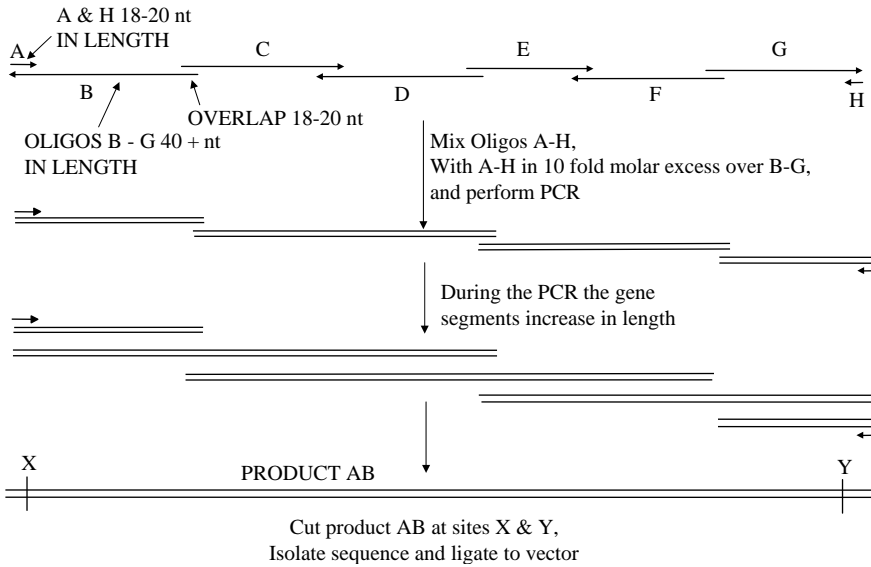 A & H 18-20 nt
IN LENGTH
A
B
C
D
E
F
G
H
OVERLAP 18-20 nt
OLIGOS B - G 40 + nt
IN LENGTH
Mix Oligos A-H,
With A-H in 10 fold molar excess over B-G,
and perform PCR
During the PCR the gene
segments increase in length
X
PRODUCT AB
Y
Cut product AB at sites X & Y,
Isolate sequence and ligate to vector